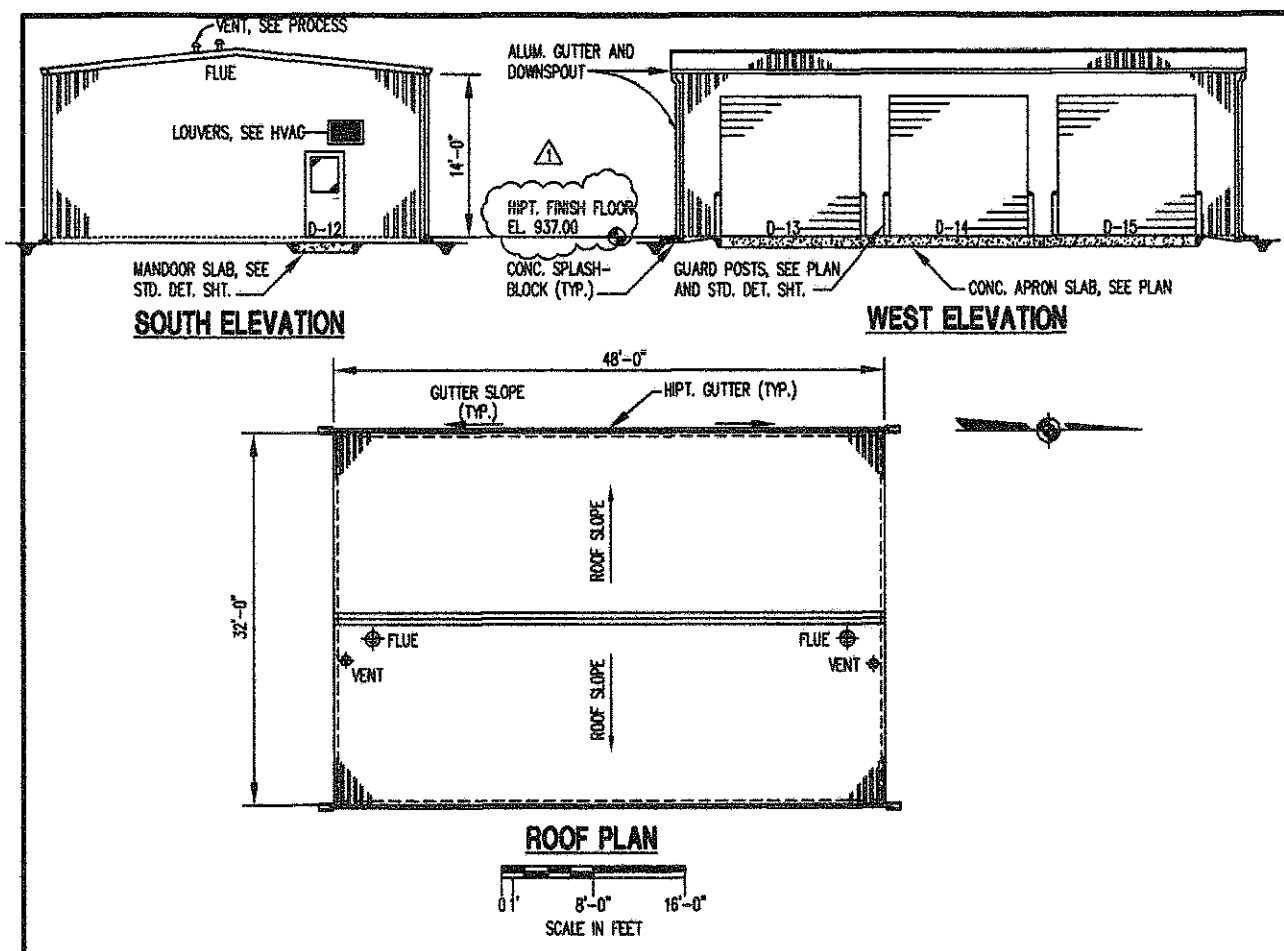 VENT, SEE PROCESS
FLUE
LOUVERS, SEE HVAC
D-12
14'-0"
MANDOOR SLAB, SEE
STD. DET. SHT.
SOUTH ELEVATION
1
HIPT. FINISH FLOOR
EL. 937.00
ALUM. GUTTER AND
DOWNSPOUT
D-13
D-14
D-15
CONC. SPLASH-
BLOCK (TYP.)
GUARD POSTS, SEE PLAN
AND STD. DET. SHT.
CONC. APRON SLAB, SEE PLAN
WEST ELEVATION
48'-0"
GUTTER SLOPE
(TYP.)
HIPT. GUTTER (TYP.)
32'-0"
ROOF SLOPE
FLUE
FLUE
VENT
VENT
ROOF SLOPE
ROOF PLAN
0 1' 8'-0" 16'-0"
SCALE IN FEET